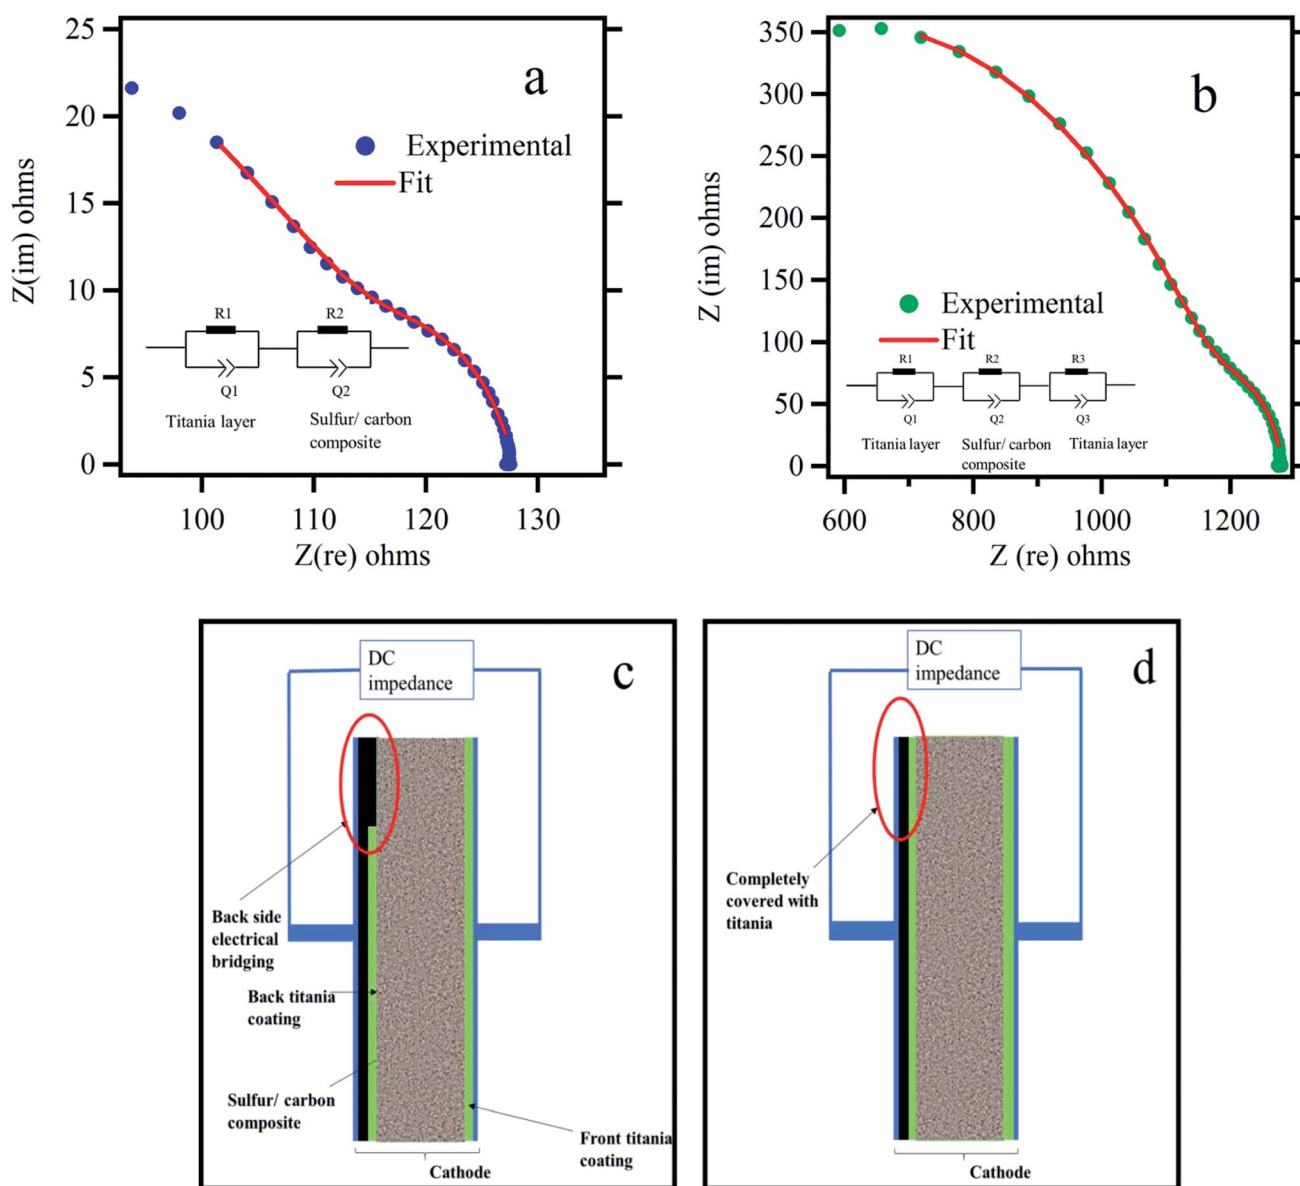 25
20
15
10
5
0
Z(im) ohms
a
Experimental
Fit
R1
R2
Q1
Q2
Titania layer
Sulfur/ carbon
composite
100
110
120
130
Z(re) ohms
350
300
250
200
150
100
50
0
Z (im) ohms
b
Experimental
Fit
R1
R2
R3
Q1
Q2
Q3
Titania layer
Sulfur/ carbon
composite
Titania layer
600
800
1000
1200
Z (re) ohms
DC
impedance
c
Back side
electrical
bridging
Back titania
coating
Sulfur/ carbon
composite
Front titania
coating
Cathode
DC
impedance
d
Completely
covered with
titania
Cathode